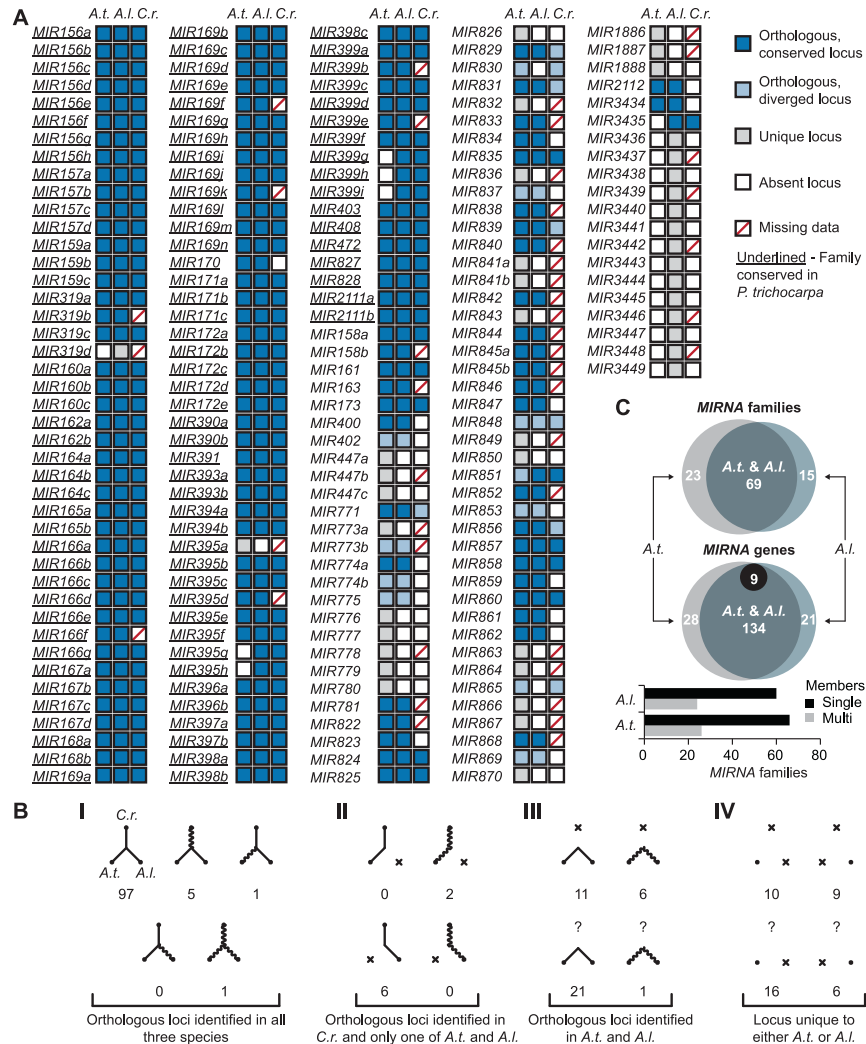 A
A.t. A.l. C.r.
MIR156a
MIR156b
MIR156c
MIR156d
MIR156e
MIR156f
MIR156g
MIR156h
MIR157a
MIR157b
MIR157c
MIR157d
MIR159a
MIR159b
MIR159c
MIR319a
MIR319b
MIR319c
MIR319d
MIR160a
MIR160b
MIR160c
MIR162a
MIR162b
MIR164a
MIR164b
MIR164c
MIR165a
MIR165b
MIR166a
MIR166b
MIR166c
MIR166d
MIR166e
MIR166f
MIR166g
MIR167a
MIR167b
MIR167c
MIR167d
MIR168a
MIR168b
MIR169a
A.t. A.l. C.r.
MIR169b
MIR169c
MIR169d
MIR169e
MIR169f
MIR169g
MIR169h
MIR169i
MIR169j
MIR169k
MIR169l
MIR169m
MIR169n
MIR170
MIR171a
MIR171b
MIR171c
MIR172a
MIR172b
MIR172c
MIR172d
MIR172e
MIR390a
MIR390b
MIR391
MIR393a
MIR393b
MIR394a
MIR394b
MIR395a
MIR395b
MIR395c
MIR395d
MIR395e
MIR395f
MIR395g
MIR395h
MIR396a
MIR396b
MIR397a
MIR397b
MIR398a
MIR398b
A.t. A.l. C.r.
MIR398c
MIR399a
MIR399b
MIR399c
MIR399d
MIR399e
MIR399f
MIR399g
MIR399h
MIR399i
MIR403
MIR408
MIR472
MIR827
MIR828
MIR2111a
MIR2111b
MIR158a
MIR158b
MIR161
MIR163
MIR173
MIR400
MIR402
MIR447a
MIR447b
MIR447c
MIR771
MIR773a
MIR773b
MIR774a
MIR774b
MIR775
MIR776
MIR777
MIR778
MIR779
MIR780
MIR781
MIR822
MIR823
MIR824
MIR825
A.t. A.l. C.r.
MIR826
MIR829
MIR830
MIR831
MIR832
MIR833
MIR834
MIR835
MIR836
MIR837
MIR838
MIR839
MIR840
MIR841a
MIR841b
MIR842
MIR843
MIR844
MIR845a
MIR845b
MIR846
MIR847
MIR848
MIR849
MIR850
MIR851
MIR852
MIR853
MIR856
MIR857
MIR858
MIR859
MIR860
MIR861
MIR862
MIR863
MIR864
MIR865
MIR866
MIR867
MIR868
MIR869
MIR870
A.t. A.l. C.r.
MIR1886
MIR1887
MIR1888
MIR2112
MIR3434
MIR3435
MIR3436
MIR3437
MIR3438
MIR3439
MIR3440
MIR3441
MIR3442
MIR3443
MIR3444
MIR3445
MIR3446
MIR3447
MIR3448
MIR3449
Orthologous,
conserved locus
Orthologous,
diverged locus
Unique locus
Absent locus
Missing data
Underlined - Family
conserved in
P. trichocarpa
C
MIRNA families
23
A.t. & A.l.
69
15
A.t.
A.l.
MIRNA genes
9
28
A.t. & A.l.
134
21
Members
Single
Multi
A.l.
A.t.
0 20 40 60 80
MIRNA families
B
I
C.r.
A.t. A.l.
97 5 1
0 1
Orthologous loci identified in all
three species
II
0 2
6 0
Orthologous loci identified in
C.r. and only one of A.t. and A.l.
III
11 6
? ?
21 1
Orthologous loci identified
in A.t. and A.l.
IV
10 9
? ?
16 6
Locus unique to
either A.t. or A.l.